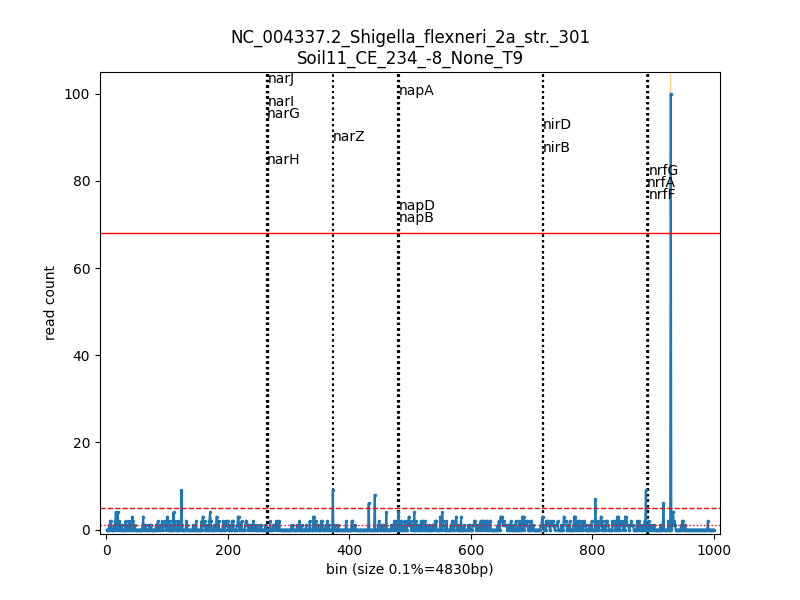 NC_004337.2_Shigella_flexneri_2a_str._301
Soil11_CE_234_-8_None_T9
narJ
narI
narG
narH
narZ
napA
napD
napB
nirD
nirB
nrfG
nrfA
nrfF
100
80
60
40
20
0
read count
0 200 400 600 800 1000
bin (size 0.1%=4830bp)